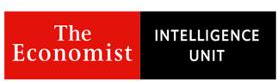 The
Economist
INTELLIGENCE
UNIT